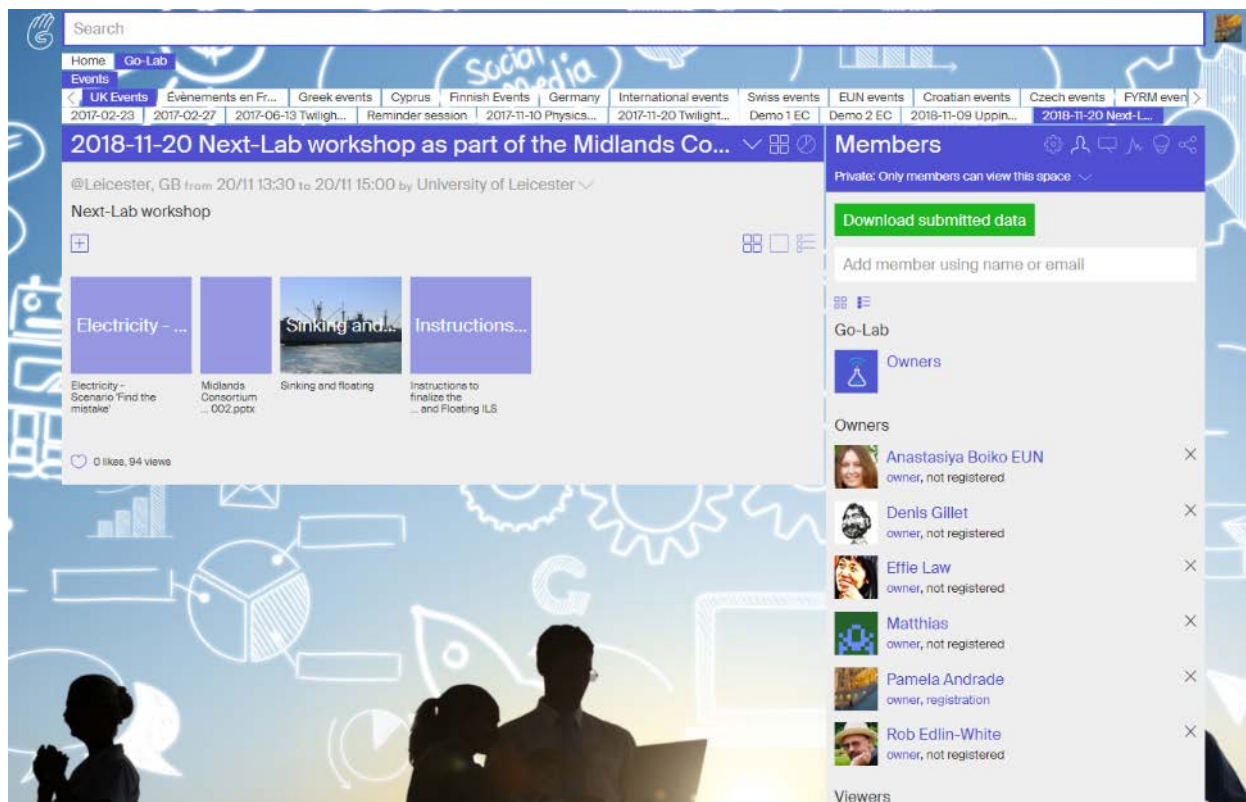 Search
Home Go-Lab
Events
UK Events Évènements en Fr... Greek events Cyprus Finnish Events Germany International events Swiss events EUN events Croatian events Czech events FYRM even
2017-02-23 2017-02-27 2017-06-13 Twiligh... Reminder session 2017-11-10 Physics... 2017-11-20 Twilight... Demo 1 EC Demo 2 EC 2018-11-09 Uppin... 2018-11-20 Next-L...
Social
media
2018-11-20 Next-Lab workshop as part of the Midlands Co...
@Leicester, GB from 20/11 13:30 to 20/11 15:00 by University of Leicester
Next-Lab workshop
Electricity - ...
Sinking and...
Instructions...
Electricity -
Scenario 'Find the
mistake'
Midlands
Consortium
... 002.pptx
Sinking and floating
Instructions to
finalize the
... and Floating ILS
0 likes, 94 views
Members
Private: Only members can view this space
Download submitted data
Add member using name or email
Go-Lab
Owners
Owners
Anastasiya Boiko EUN
owner, not registered
Denis Gillet
owner, not registered
Effie Law
owner, not registered
Matthias
owner, not registered
Pamela Andrade
owner, registration
Rob Edlin-White
owner, not registered
Viewers